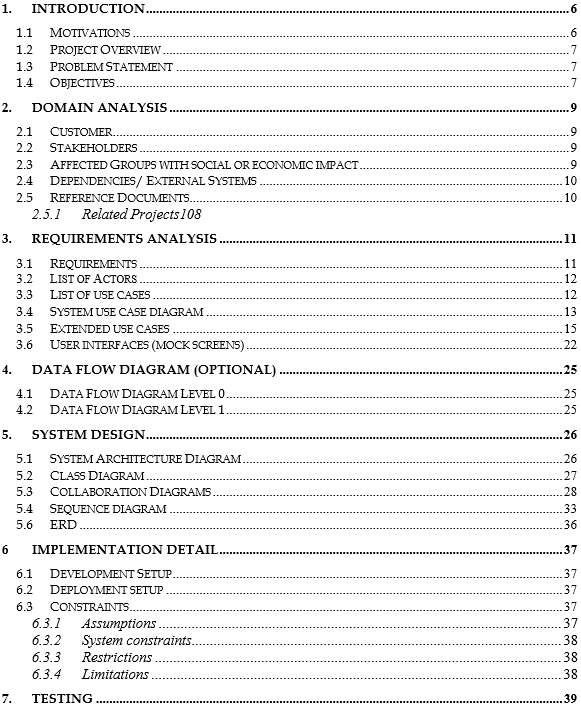 1. INTRODUCTION 6
1.1 MOTIVATIONS 6
1.2 PROJECT OVERVIEW 7
1.3 PROBLEM STATEMENT 7
1.4 OBJECTIVES 7
2. DOMAIN ANALYSIS 9
2.1 CUSTOMER 9
2.2 STAKEHOLDERS 9
2.3 AFFECTED GROUPS WITH SOCIAL OR ECONOMIC IMPACT 9
2.4 DEPENDENCIES/ EXTERNAL SYSTEMS 10
2.5 REFERENCE DOCUMENTS 10
2.5.1 Related Projects108
3. REQUIREMENTS ANALYSIS 11
3.1 REQUIREMENTS 11
3.2 LIST OF ACTORS 12
3.3 LIST OF USE CASES 12
3.4 SYSTEM USE CASE DIAGRAM 13
3.5 EXTENDED USE CASES 15
3.6 USER INTERFACES (MOCK SCREENS) 22
4. DATA FLOW DIAGRAM (OPTIONAL) 25
4.1 DATA FLOW DIAGRAM LEVEL 0 25
4.2 DATA FLOW DIAGRAM LEVEL 1 25
5. SYSTEM DESIGN 26
5.1 SYSTEM ARCHITECTURE DIAGRAM 26
5.2 CLASS DIAGRAM 27
5.3 COLLABORATION DIAGRAMS 28
5.4 SEQUENCE DIAGRAM 33
5.6 ERD 36
6 IMPLEMENTATION DETAIL 37
6.1 DEVELOPMENT SETUP 37
6.2 DEPLOYMENT SETUP 37
6.3 CONSTRAINTS 37
6.3.1 Assumptions 37
6.3.2 System constraints 38
6.3.3 Restrictions 38
6.3.4 Limitations 38
7. TESTING 39